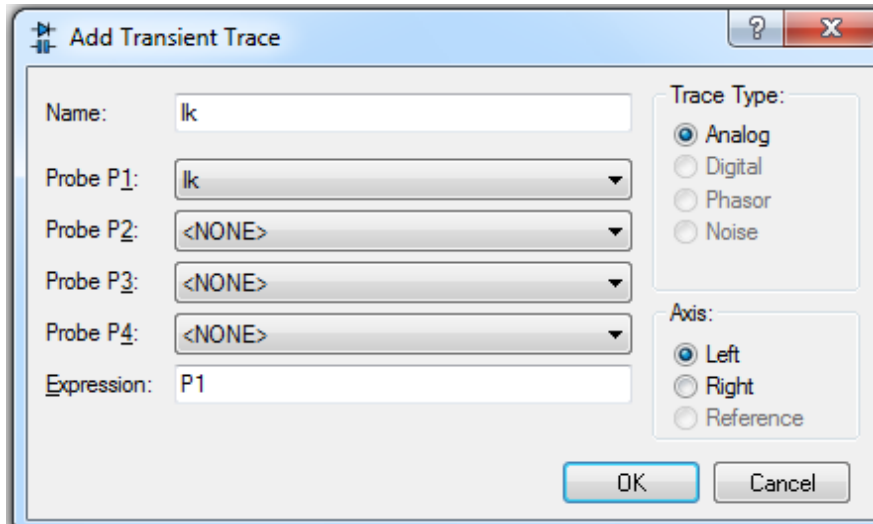 Add Transient Trace
Name: Ik
Probe P1: Ik
Probe P2: <NONE>
Probe P3: <NONE>
Probe P4: <NONE>
Expression: P1
Trace Type:
Analog
Digital
Phasor
Noise
Axis:
Left
Right
Reference
OK Cancel